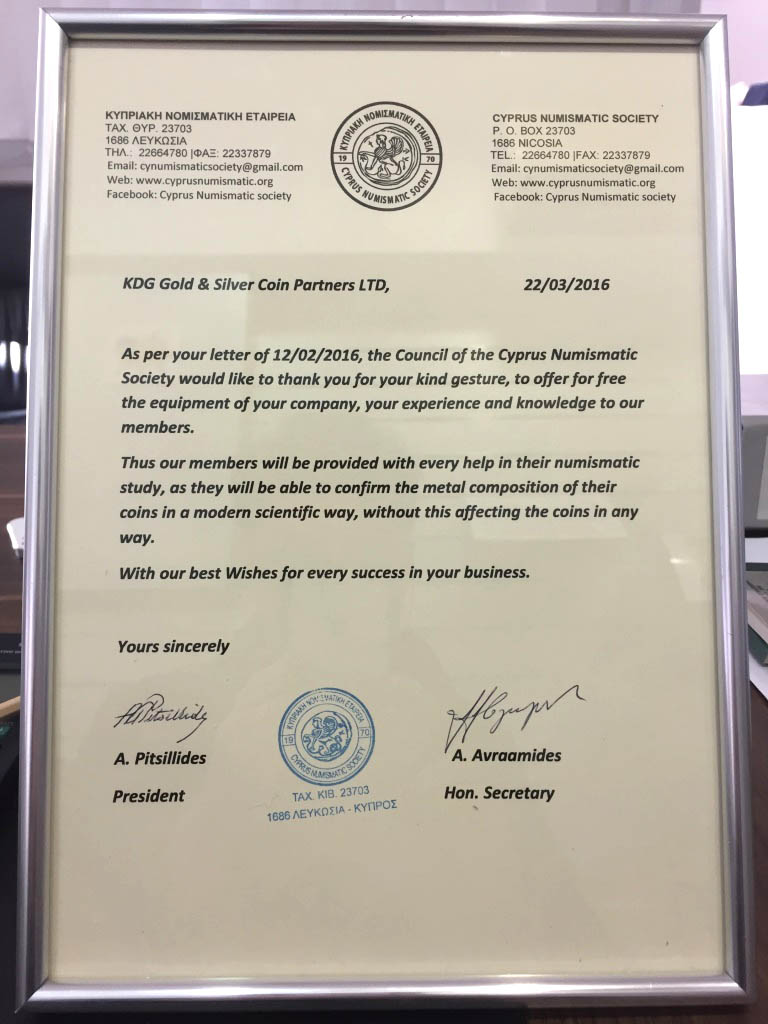 ΚΥΠΡΙΑΚΗ ΝΟΜΙΣΜΑΤΙΚΗ ΕΤΑΙΡΕΙΑ
ΤΑΧ. ΘΥΡ. 23703
1686 ΛΕΥΚΩΣΙΑ
ΤΗΛ.: 22664780 |ΦΑΞ: 22337879
Email: cynumismaticsociety@gmail.com
Web: www.cyprusnumismatic.org
Facebook: Cyprus Numismatic society
ΚΥΠΡΙΑΚΗ ΝΟΜΙΣΜΑΤΙΚΗ ΕΤΑΙΡΕΙΑ
19 70
CYPRUS NUMISMATIC SOCIETY
CYPRUS NUMISMATIC SOCIETY
P. O. BOX 23703
1686 NICOSIA
TEL.: 22664780 |FAX: 22337879
Email: cynumismaticsociety@gmail.com
Web: www.cyprusnumismatic.org
Facebook: Cyprus Numismatic society
KDG Gold & Silver Coin Partners LTD, 22/03/2016
As per your letter of 12/02/2016, the Council of the Cyprus Numismatic
Society would like to thank you for your kind gesture, to offer for free
the equipment of your company, your experience and knowledge to our
members.
Thus our members will be provided with every help in their numismatic
study, as they will be able to confirm the metal composition of their
coins in a modern scientific way, without this affecting the coins in any
way.
With our best Wishes for every success in your business.
Yours sincerely
APitsillides
A. Pitsillides
President
ΚΥΠΡΙΑΚΗ ΝΟΜΙΣΜΑΤΙΚΗ ΕΤΑΙΡΕΙΑ
19 70
CYPRUS NUMISMATIC SOCIETY
ΤΑΧ. ΚΙΒ. 23703
1686 ΛΕΥΚΩΣΙΑ - ΚΥΠΡΟΣ
A. Avraamides
Hon. Secretary